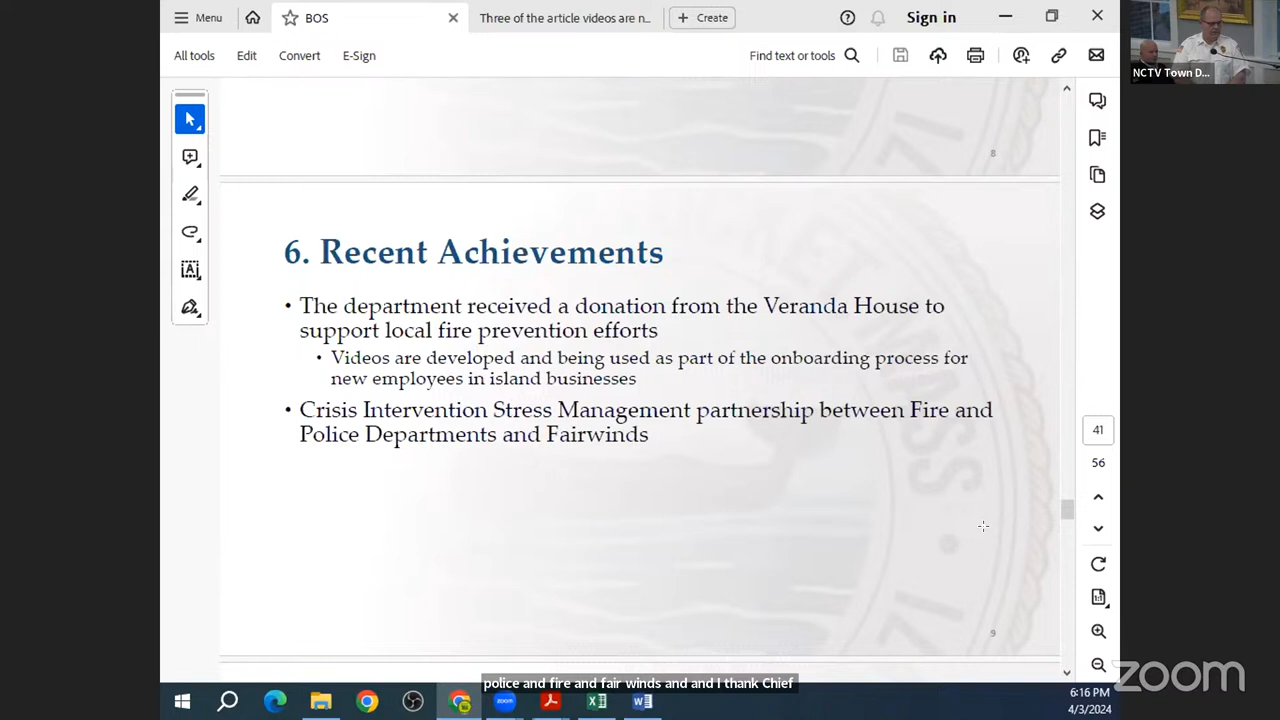 Menu
BOS
Three of the article videos are n...
Create
Sign in
All tools
Edit
Convert
E-Sign
Find text or tools
NCTV Town D...
8
6. Recent Achievements
• The department received a donation from the Veranda House to
support local fire prevention efforts
• Videos are developed and being used as part of the onboarding process for
new employees in island businesses
• Crisis Intervention Stress Management partnership between Fire and
Police Departments and Fairwinds
41
56
9
police and fire and fair winds and and I thank Chief
zoom
6:16 PM
4/3/2024